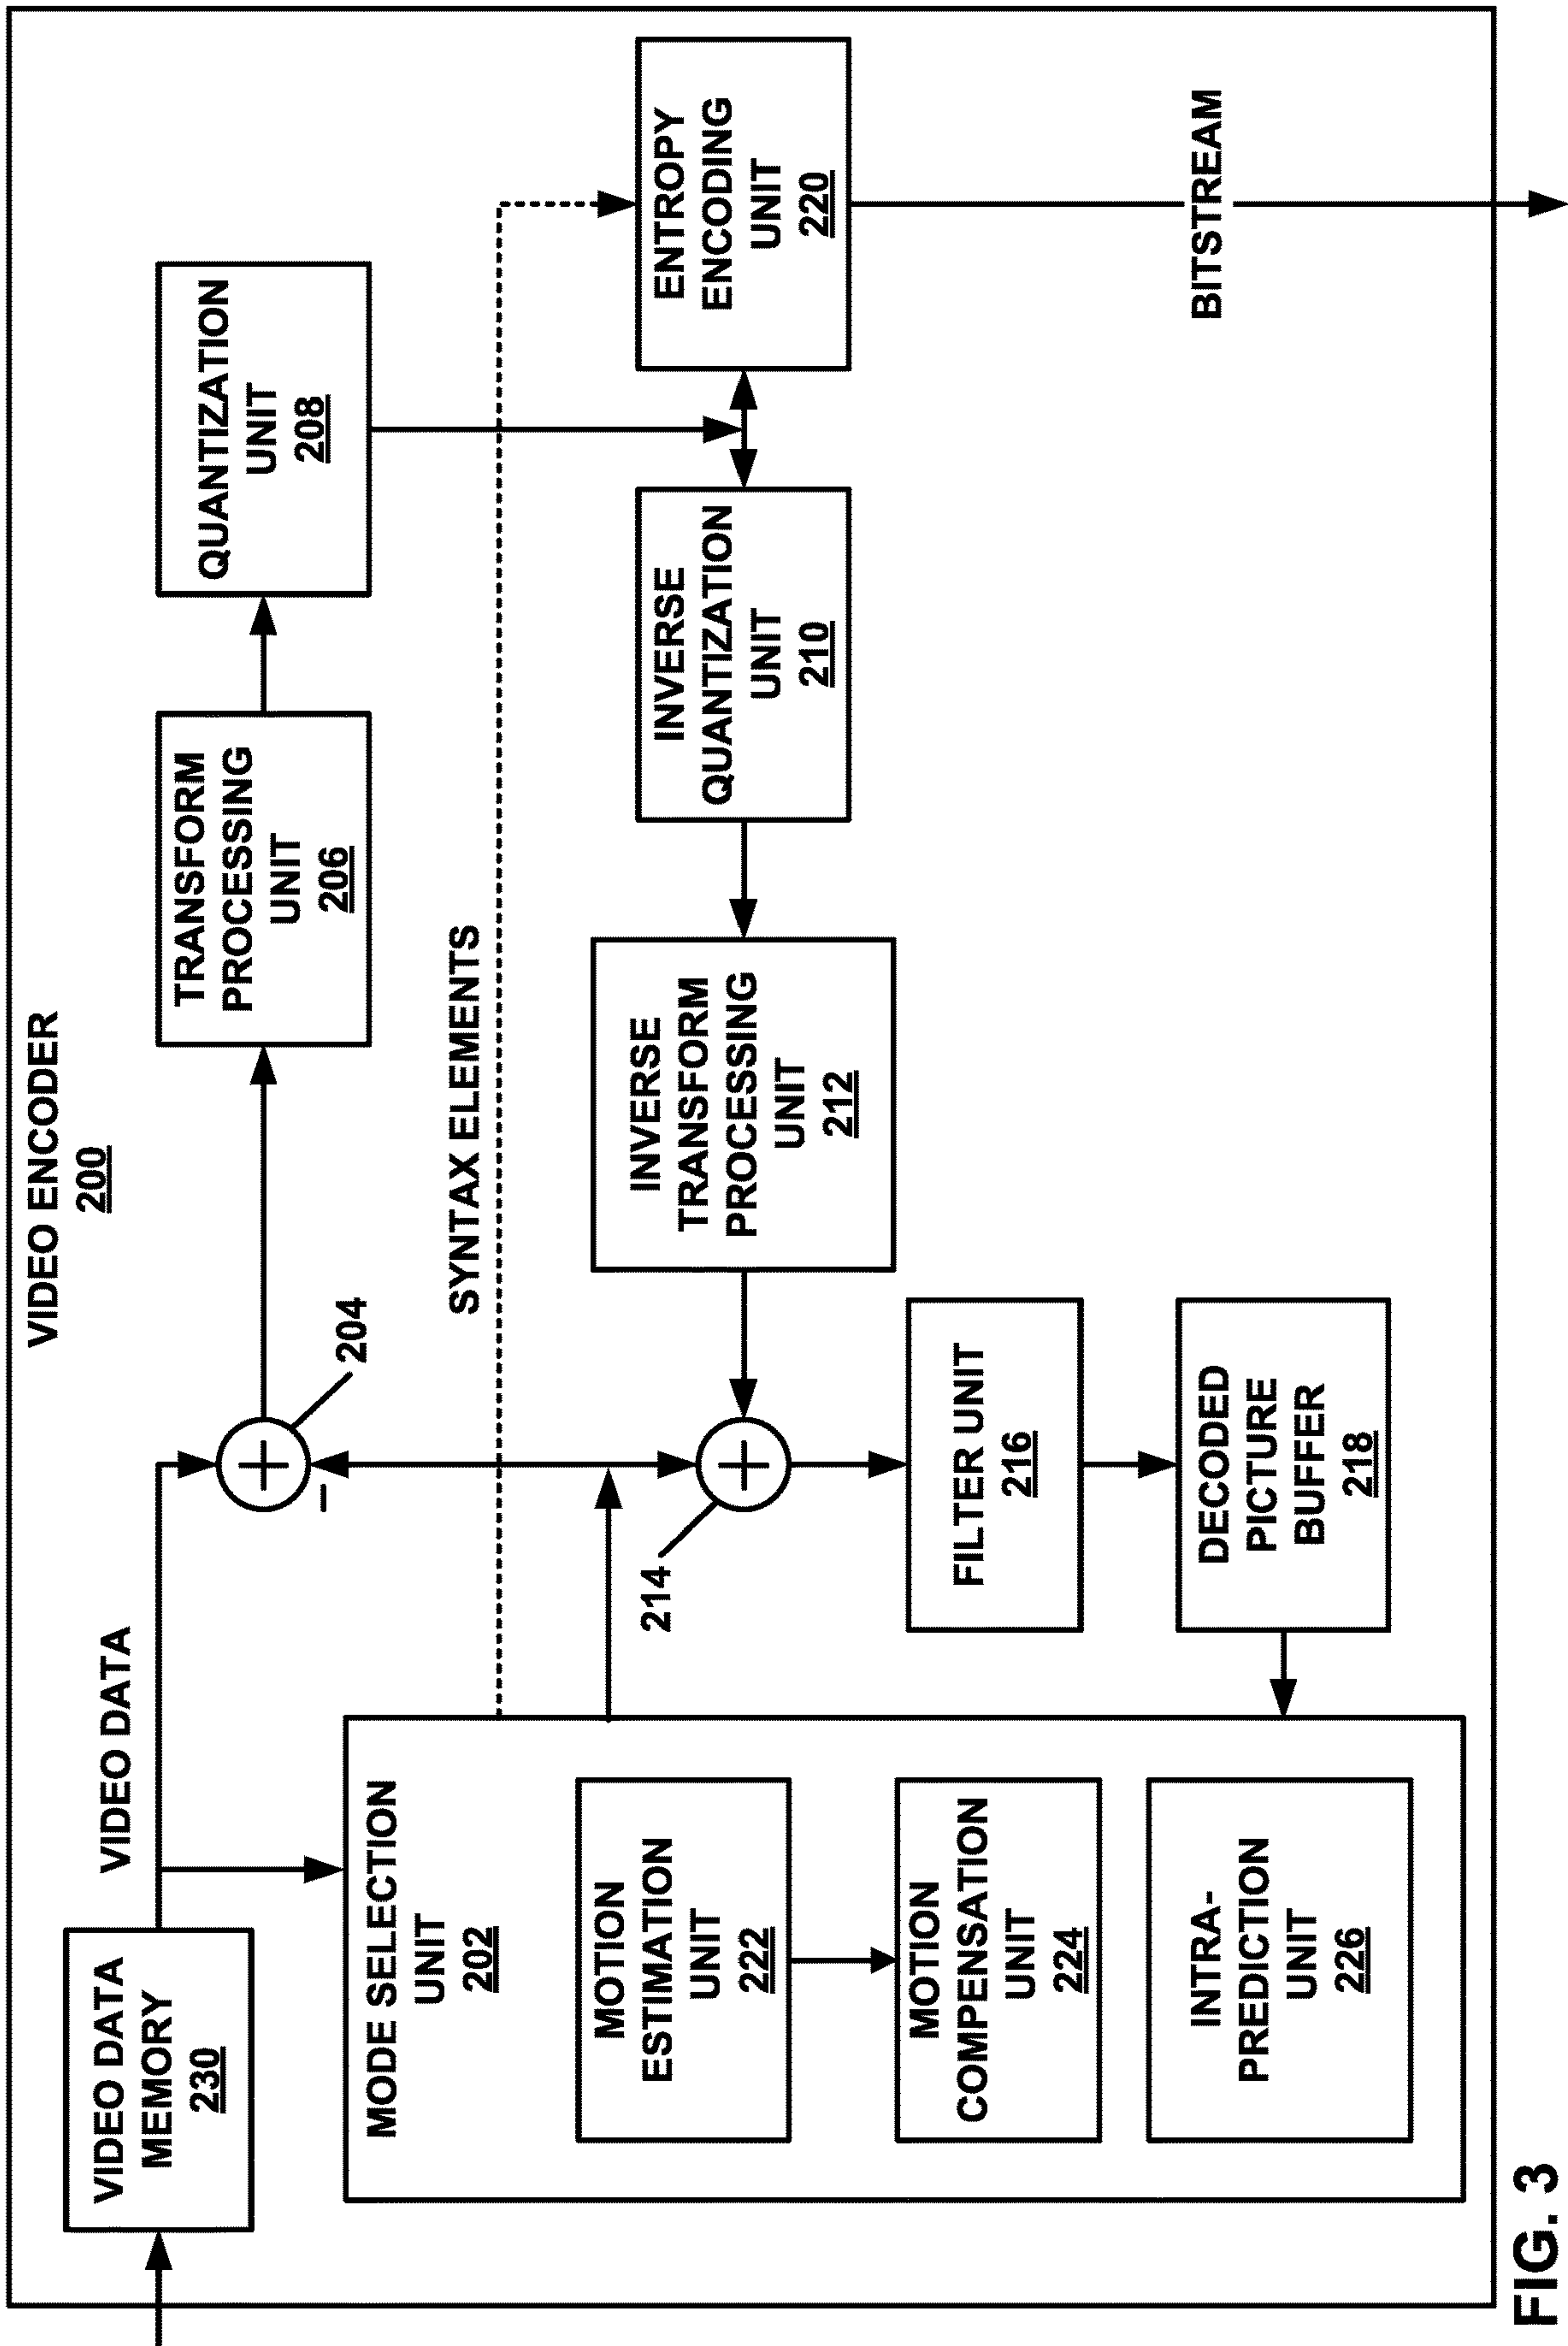 VIDEO ENCODER
200
VIDEO DATA
VIDEO DATA
MEMORY
230
204
–
TRANSFORM
PROCESSING
UNIT
206
QUANTIZATION
UNIT
208
SYNTAX ELEMENTS
MODE SELECTION
UNIT
202
MOTION
ESTIMATION
UNIT
222
MOTION
COMPENSATION
UNIT
224
INTRA-
PREDICTION
UNIT
226
214
INVERSE
TRANSFORM
PROCESSING
UNIT
212
INVERSE
QUANTIZATION
UNIT
210
ENTROPY
ENCODING
UNIT
220
FILTER UNIT
216
DECODED
PICTURE
BUFFER
218
BITSTREAM
FIG. 3